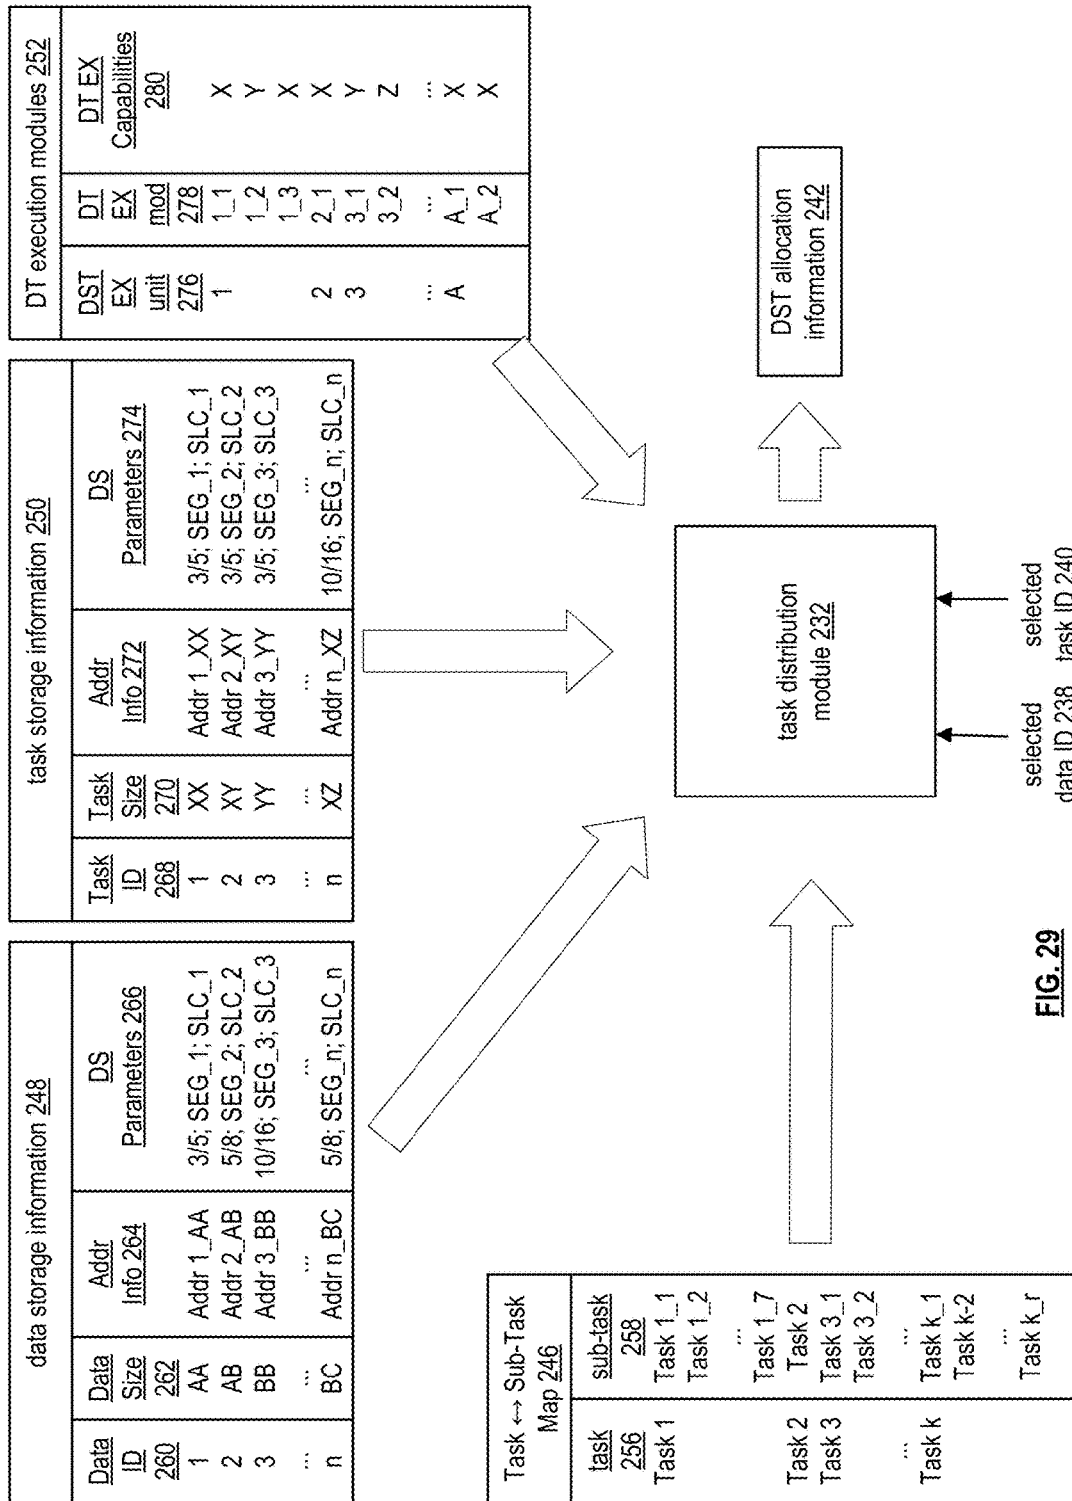 data storage information 248
Data ID 260 Data Size 262 Addr Info 264 DS Parameters 266
1 AA Addr 1_AA 3/5; SEG_1; SLC_1
2 AB Addr 2_AB 5/8; SEG_2; SLC_2
3 BB Addr 3_BB 10/16; SEG_3; SLC_3
... ... ... ...
n BC Addr n_BC 5/8; SEG_n; SLC_n
task storage information 250
Task ID 268 Task Size 270 Addr Info 272 DS Parameters 274
1 XX Addr 1_XX 3/5; SEG_1; SLC_1
2 XY Addr 2_XY 3/5; SEG_2; SLC_2
3 YY Addr 3_YY 3/5; SEG_3; SLC_3
... ... ... ...
n XZ Addr n_XZ 10/16; SEG_n; SLC_n
DT execution modules 252
DST EX unit 276 DT EX mod 278 DT EX Capabilities 280
1 1_1 X
1_2 Y
1_3 X
2 2_1 X
3 3_1 Y
3_2 Z
... ... ...
A A_1 X
A_2 X
Task ↔ Sub-Task
Map 246
task 256 sub-task 258
Task 1 Task 1_1
Task 1_2
...
Task 1_7
Task 2 Task 2
Task 3 Task 3_1
Task 3_2
... ...
Task k Task k_1
Task k-2
...
Task k_r
task distribution
module 232
DST allocation
information 242
selected
data ID 238
selected
task ID 240
FIG. 29